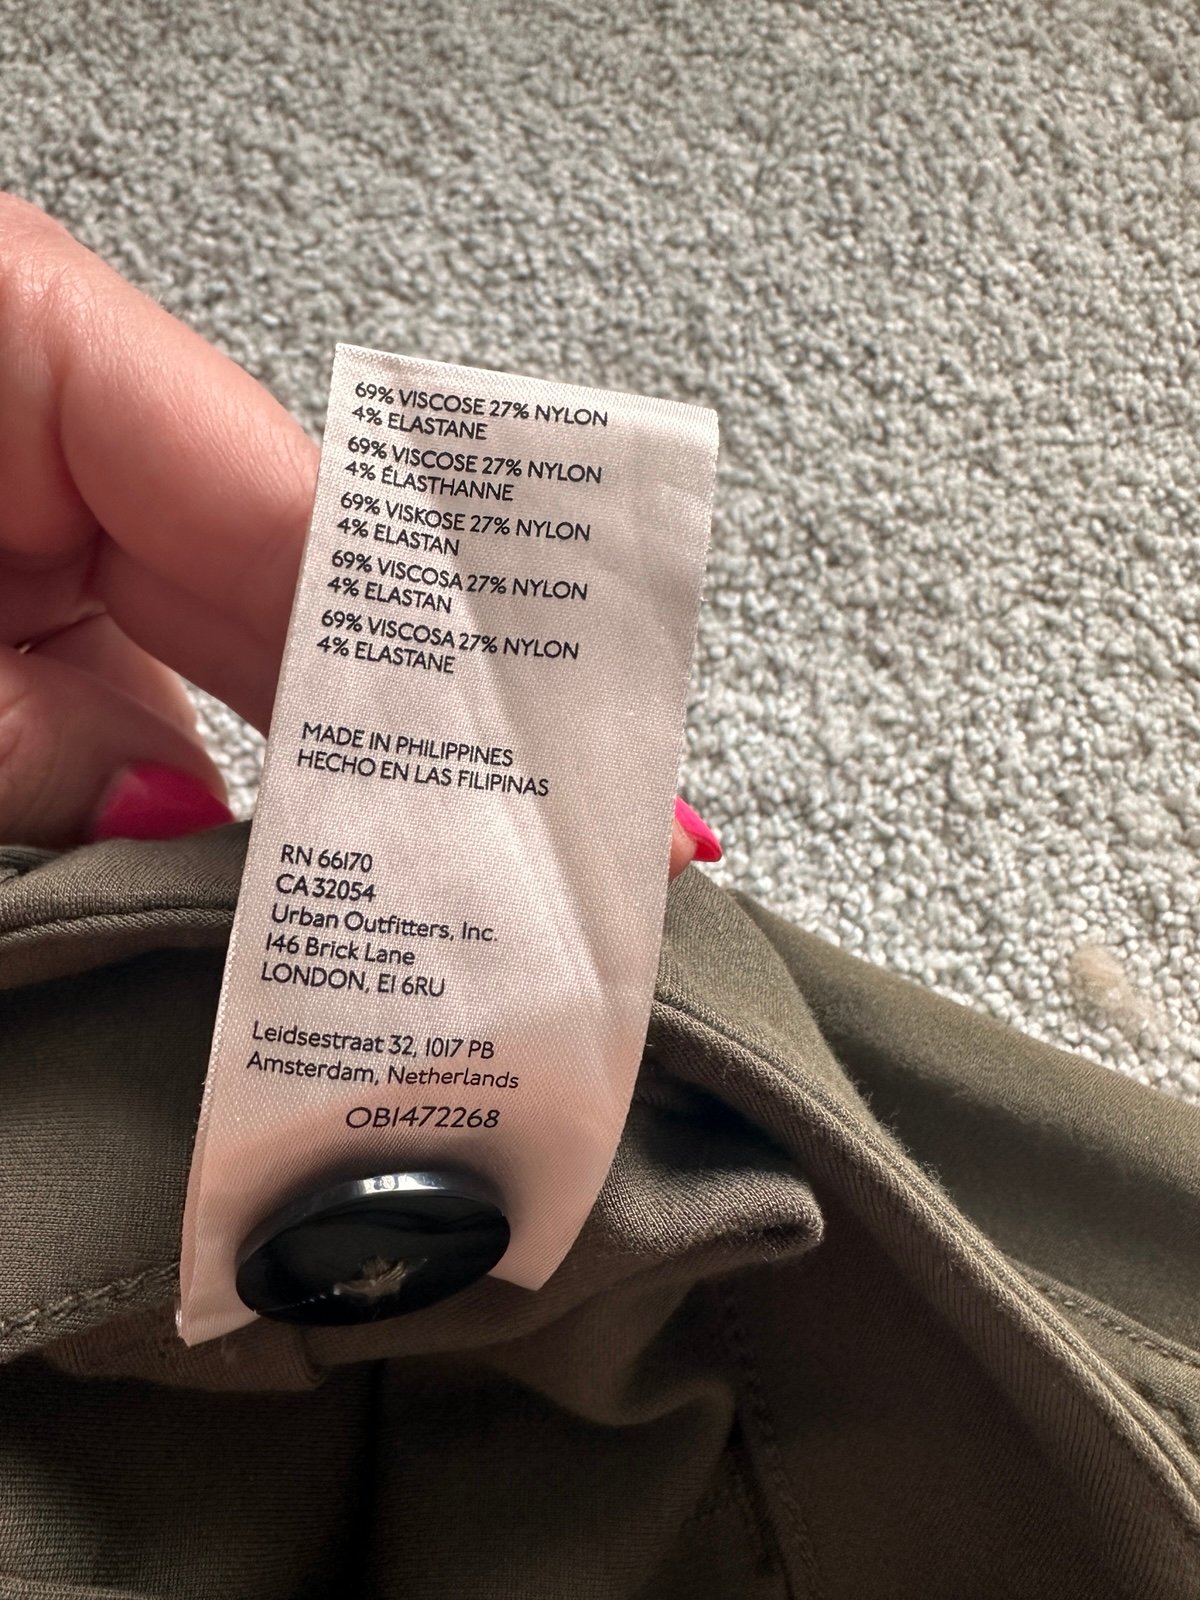 69% VISCOSE 27% NYLON
4% ELASTANE
69% VISCOSE 27% NYLON
4% ÉLASTHANNE
69% VISKOSE 27% NYLON
4% ELASTAN
69% VISCOSA 27% NYLON
4% ELASTAN
69% VISCOSA 27% NYLON
4% ELASTANE
MADE IN PHILIPPINES
HECHO EN LAS FILIPINAS
RN 66170
CA 32054
Urban Outfitters, Inc.
146 Brick Lane
LONDON, E1 6RU
Leidsestraat 32, 1017 PB
Amsterdam, Netherlands
OB1472268